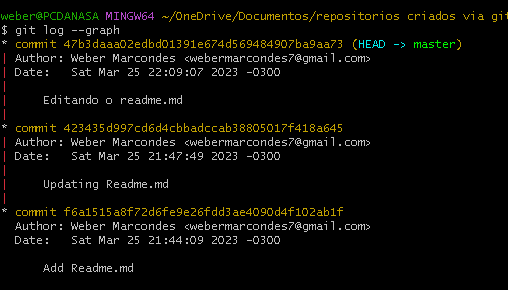 weber@PCDANASA MINGW64 ~/OneDrive/Documentos/repositorios criados via git
$ git log --graph
* commit 47b3daaa02edbd01391e674d569484907ba9aa73 (HEAD -> master)
| Author: Weber Marcondes <webermarcondes7@gmail.com>
| Date:   Sat Mar 25 22:09:07 2023 -0300
|
|     Editando o readme.md
|
* commit 423435d997cd6d4cbbadccab38805017f418a645
| Author: Weber Marcondes <webermarcondes7@gmail.com>
| Date:   Sat Mar 25 21:47:49 2023 -0300
|
|     Updating Readme.md
|
* commit f6a1515a8f72d6fe9e26fdd3ae4090d4f102ab1f
  Author: Weber Marcondes <webermarcondes7@gmail.com>
  Date:   Sat Mar 25 21:44:09 2023 -0300

      Add Readme.md